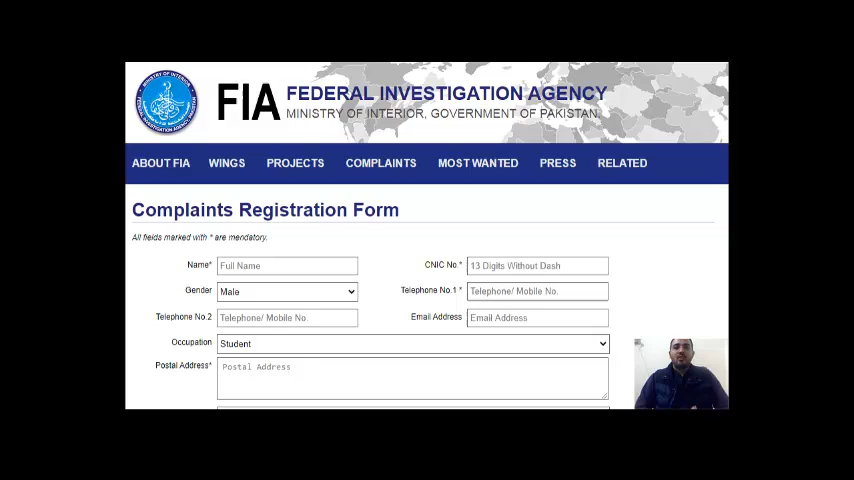 FIA FEDERAL INVESTIGATION AGENCY
MINISTRY OF INTERIOR, GOVERNMENT OF PAKISTAN.
ABOUT FIA WINGS PROJECTS COMPLAINTS MOST WANTED PRESS RELATED
Complaints Registration Form
All fields marked with * are mandatory.
Name* Full Name CNIC No.* 13 Digits Without Dash
Gender Male Telephone No.1 * Telephone/ Mobile No.
Telephone No.2 Telephone/ Mobile No. Email Address Email Address
Occupation Student
Postal Address* Postal Address